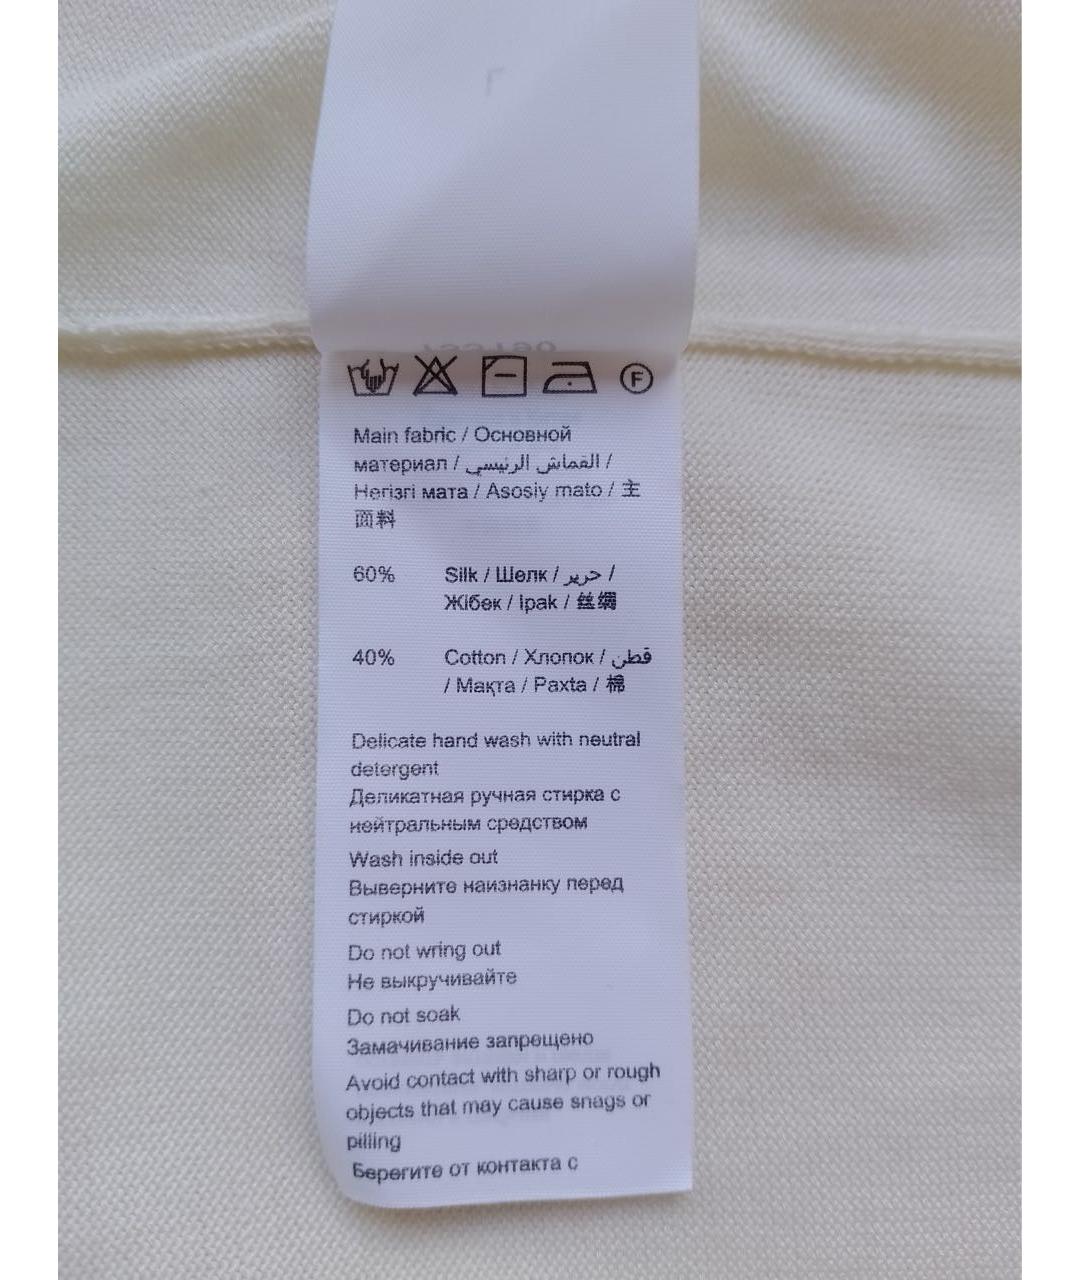 F
Main fabric / Основной
материал / القماش الرئيسي /
Негізгі мата / Asosiy mato / 主
面料
60% Silk / Шелк / حرير /
Жібек / Ipak / 丝绸
40% Cotton / Хлопок / قطن
/ Мақта / Paxta / 棉
Delicate hand wash with neutral
detergent
Деликатная ручная стирка с
нейтральным средством
Wash inside out
Выверните наизнанку перед
стиркой
Do not wring out
Не выкручивайте
Do not soak
Замачивание запрещено
Avoid contact with sharp or rough
objects that may cause snags or
pilling
Берегите от контакта с